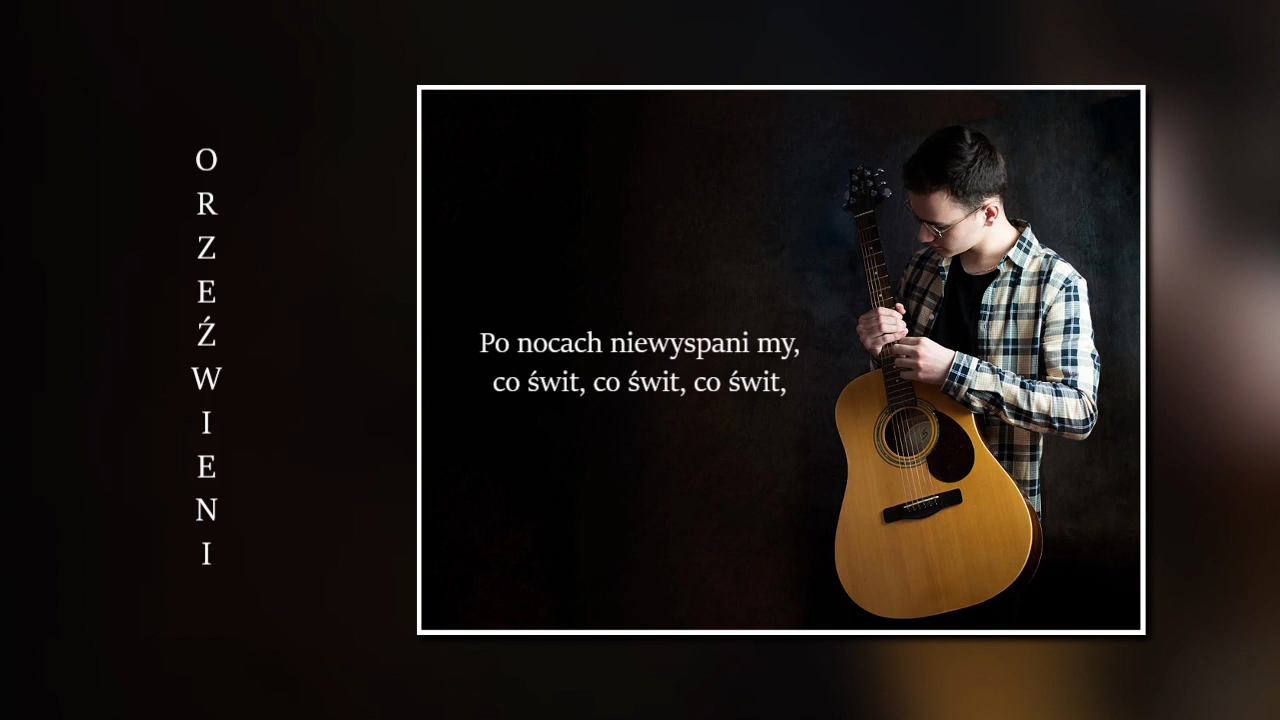 ORZEŹWIENI
Po nocach niewyspani my,
co świt, co świt, co świt,